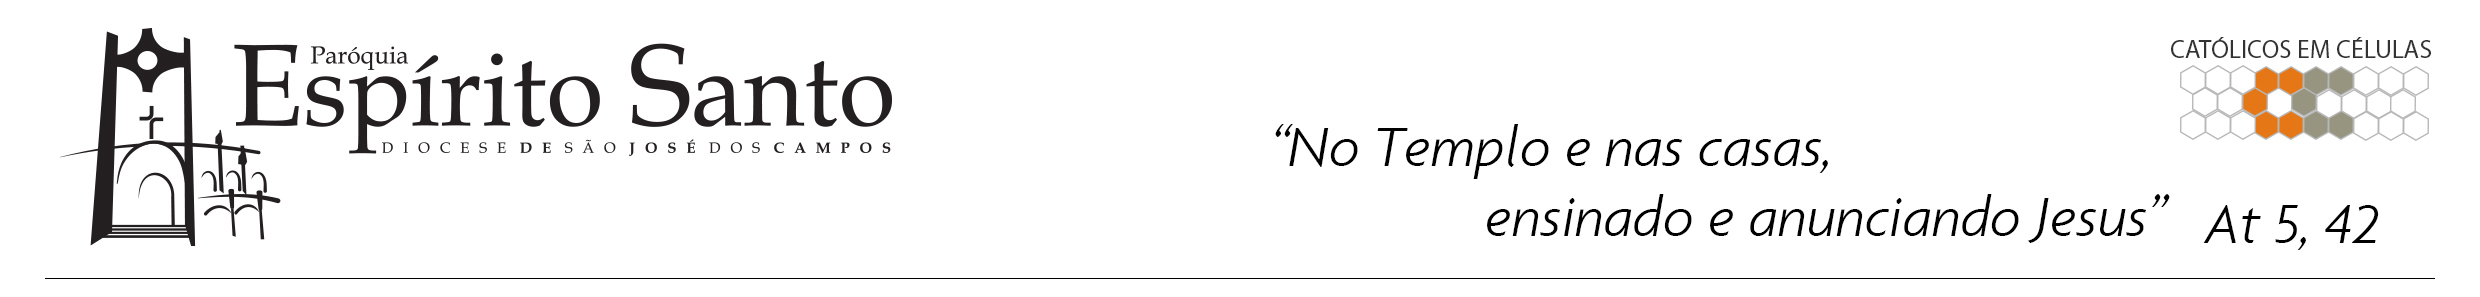 Paróquia
Espírito Santo
DIOCESE DE SÃO JOSÉ DOS CAMPOS
CATÓLICOS EM CÉLULAS
“No Templo e nas casas,
ensinado e anunciando Jesus” At 5, 42